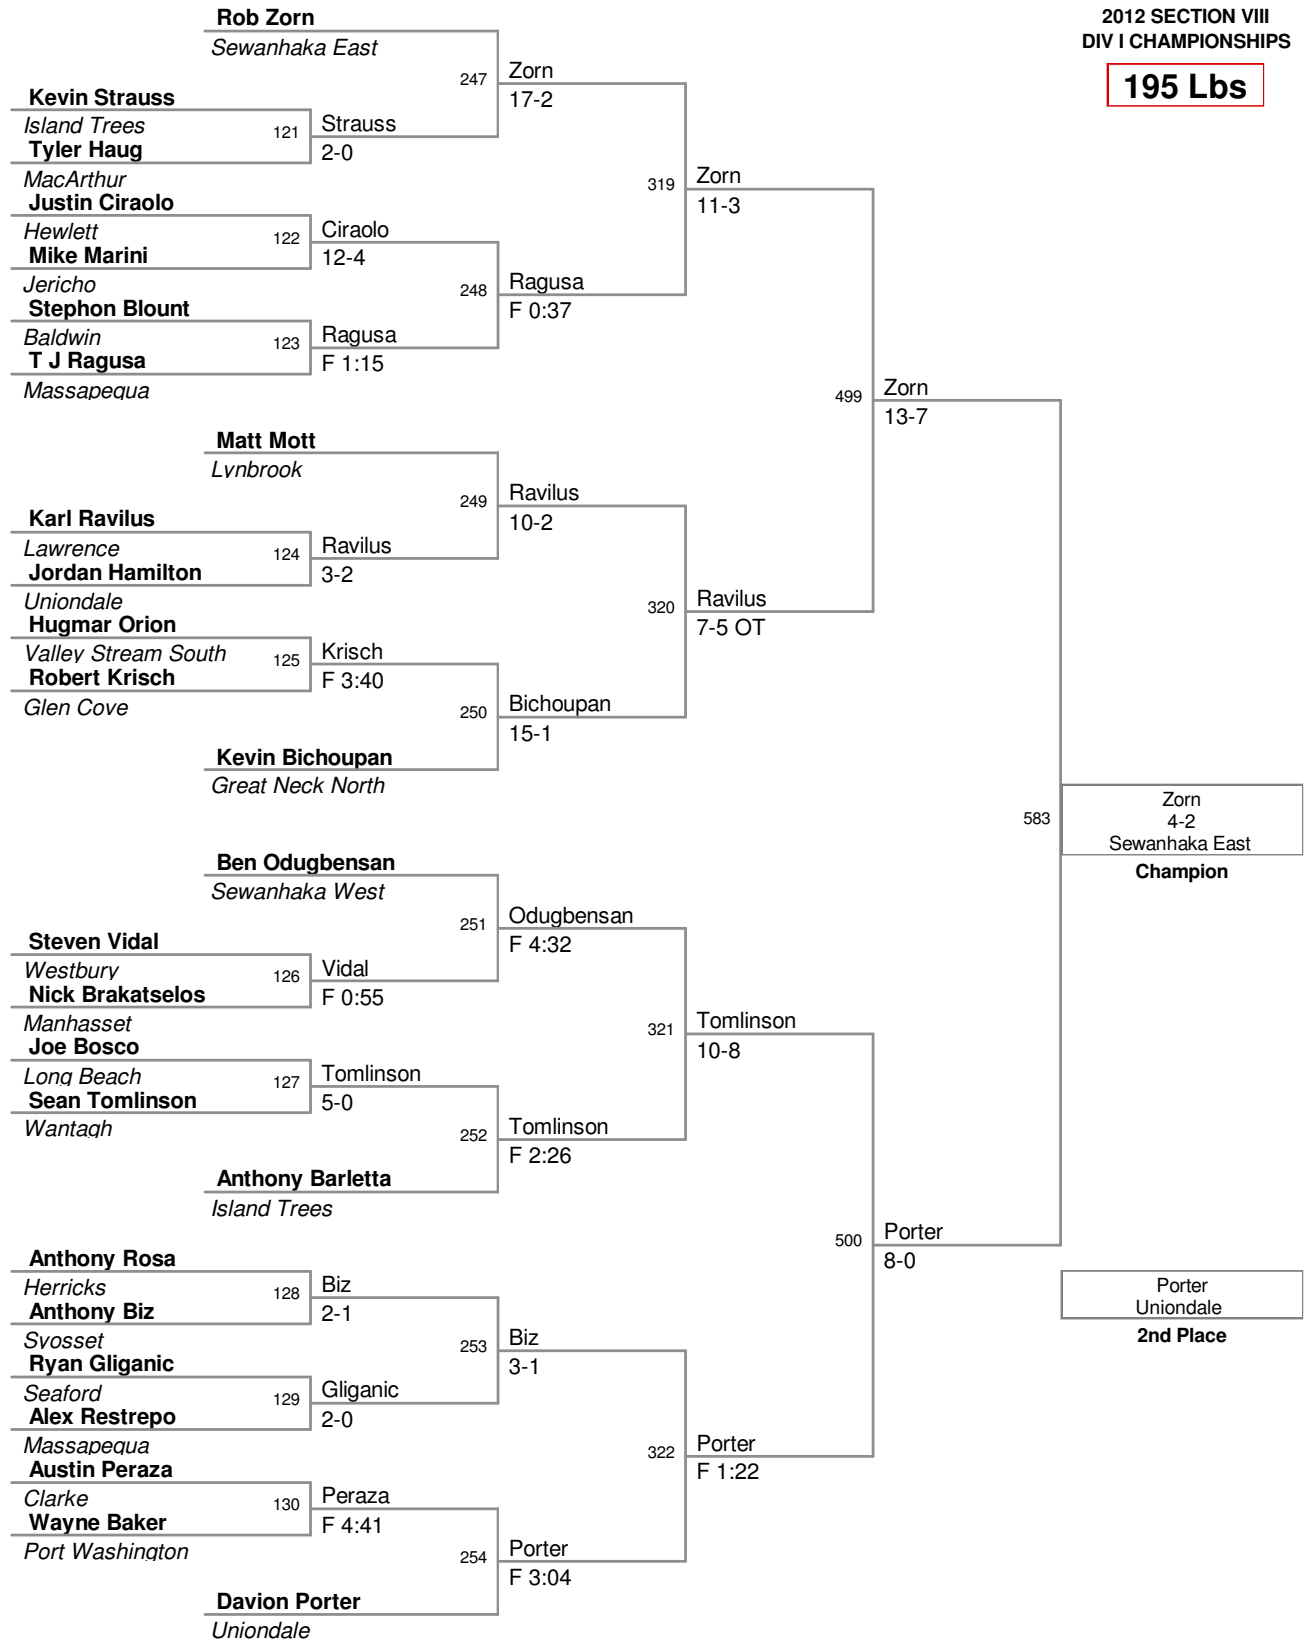 Rob Zorn
2012 SECTION VIII
Sewanhaka East
DIV I CHAMPIONSHIPS
195 Lbs
247
Zorn
17-2
Kevin Strauss
Island Trees
121
Strauss
Tyler Haug
2-0
MacArthur
319
Zorn
11-3
Justin Ciraolo
Hewlett
122
Ciraolo
Mike Marini
12-4
Jericho
248
Ragusa
F 0:37
Stephon Blount
Baldwin
123
Ragusa
T J Ragusa
F 1:15
Massapequa
499
Zorn
13-7
Matt Mott
Lynbrook
249
Ravilus
10-2
Karl Ravilus
Lawrence
124
Ravilus
Jordan Hamilton
3-2
Uniondale
320
Ravilus
7-5 OT
Hugmar Orion
Valley Stream South
125
Krisch
Robert Krisch
F 3:40
Glen Cove
250
Bichoupan
15-1
Kevin Bichoupan
Great Neck North
583
Zorn
4-2
Sewanhaka East
Champion
Ben Odugbensan
Sewanhaka West
251
Odugbensan
F 4:32
Steven Vidal
Westbury
126
Vidal
Nick Brakatselos
F 0:55
Manhasset
321
Tomlinson
10-8
Joe Bosco
Long Beach
127
Tomlinson
Sean Tomlinson
5-0
Wantagh
252
Tomlinson
F 2:26
Anthony Barletta
Island Trees
500
Porter
8-0
Anthony Rosa
Herricks
128
Biz
Anthony Biz
2-1
Syosset
Porter
Uniondale
2nd Place
253
Biz
3-1
Ryan Gliganic
Seaford
129
Gliganic
Alex Restrepo
2-0
Massapequa
322
Porter
F 1:22
Austin Peraza
Clarke
130
Peraza
Wayne Baker
F 4:41
Port Washington
254
Porter
F 3:04
Davion Porter
Uniondale